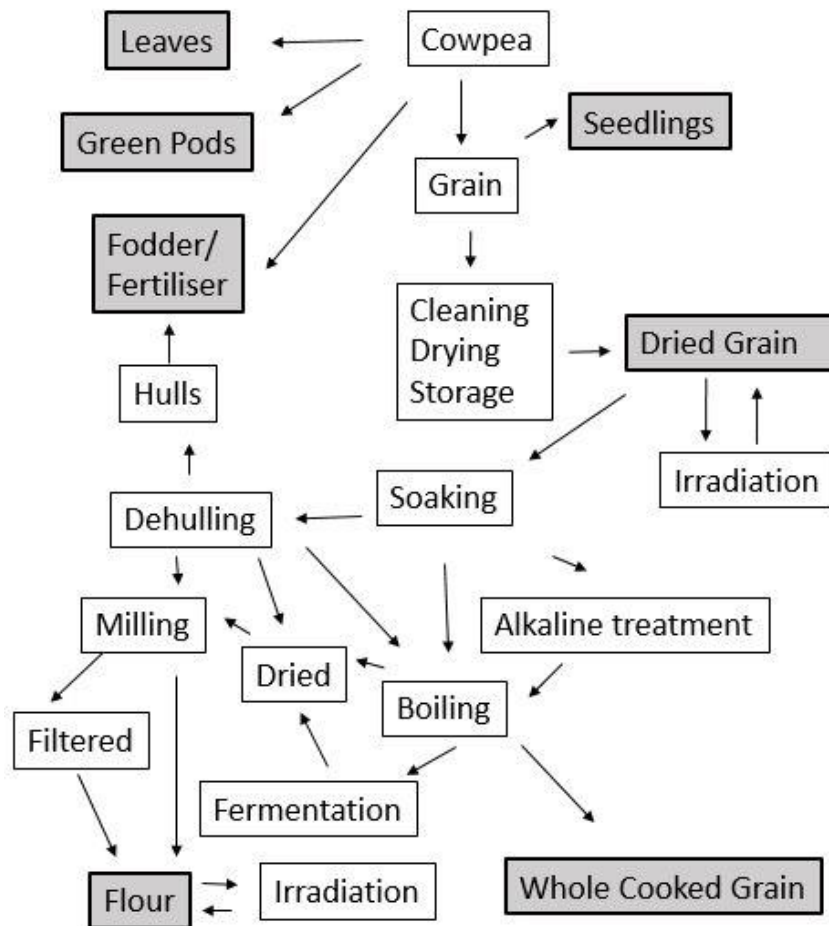 Leaves
Cowpea
Green Pods
Seedlings
Grain
Fodder/
Fertiliser
Cleaning
Drying
Storage
Dried Grain
Hulls
Irradiation
Soaking
Dehulling
Milling
Alkaline treatment
Dried
Boiling
Filtered
Fermentation
Flour
Irradiation
Whole Cooked Grain